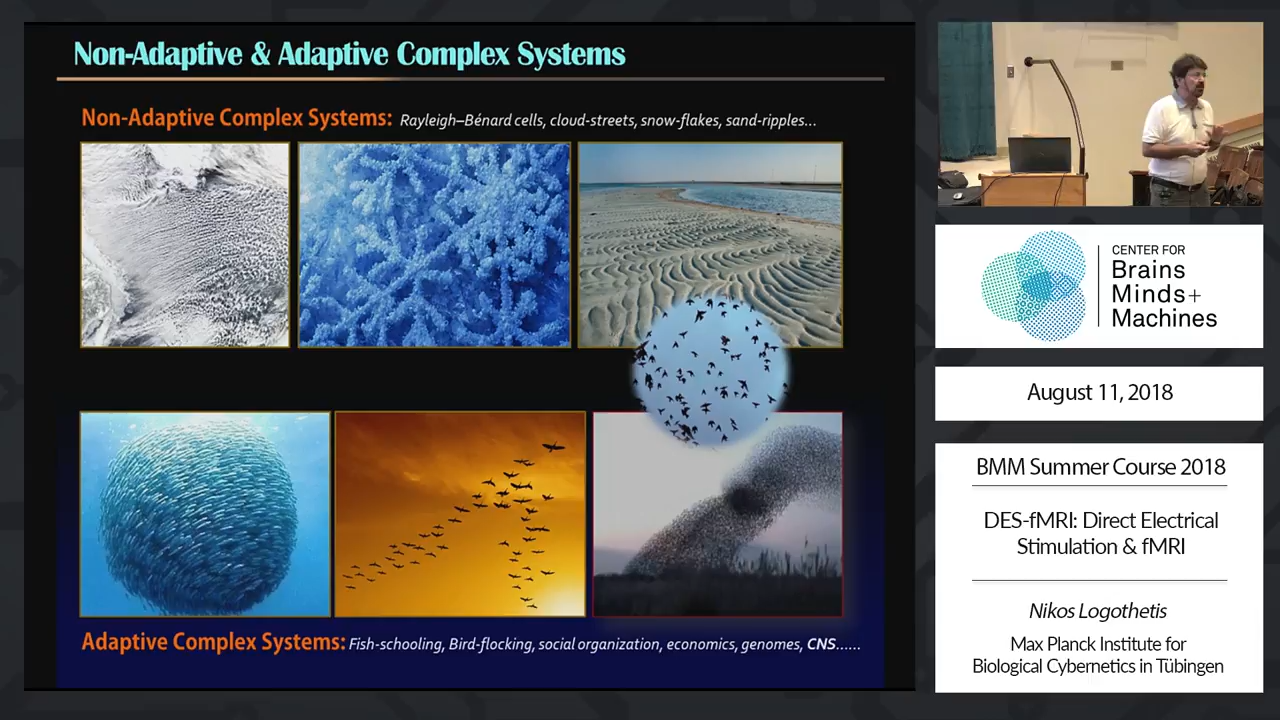 Non-Adaptive & Adaptive Complex Systems
Non-Adaptive Complex Systems: Rayleigh–Bénard cells, cloud-streets, snow-flakes, sand-ripples...
Adaptive Complex Systems: Fish-schooling, Bird-flocking, social organization, economics, genomes, CNS......
CENTER FOR
Brains
Minds+
Machines
August 11, 2018
BMM Summer Course 2018
DES-fMRI: Direct Electrical
Stimulation & fMRI
Nikos Logothetis
Max Planck Institute for
Biological Cybernetics in Tübingen